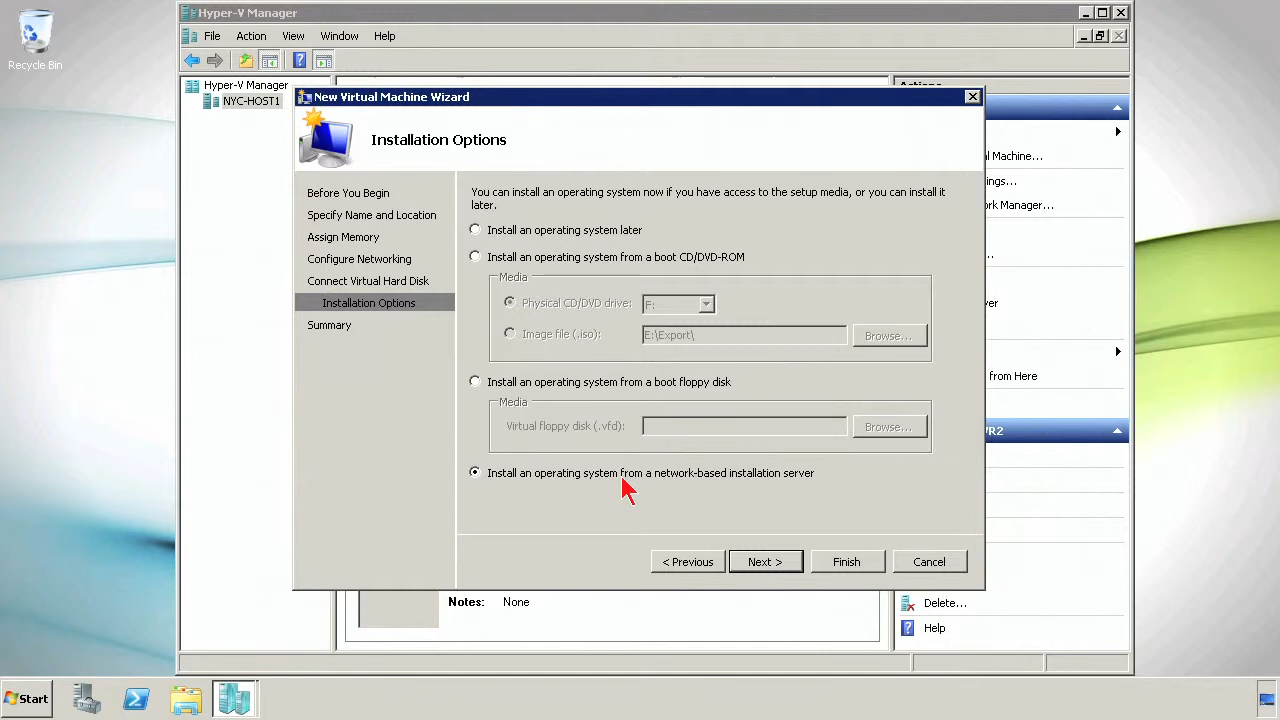 Hyper-V Manager
File Action View Window Help
Recycle Bin
Hyper-V Manager
NYC-HOST1
New Virtual Machine Wizard
Installation Options
Before You Begin
Specify Name and Location
Assign Memory
Configure Networking
Connect Virtual Hard Disk
Installation Options
Summary
You can install an operating system now if you have access to the setup media, or you can install it
later.
Install an operating system later
Install an operating system from a boot CD/DVD-ROM
Media
Physical CD/DVD drive: F:
Image file (.iso): E:\Export\ Browse...
Install an operating system from a boot floppy disk
Media
Virtual floppy disk (.vfd): Browse...
Install an operating system from a network-based installation server
< Previous Next > Finish Cancel
Notes: None
Actions
Machine...
ings...
ork Manager...
ver
from Here
VR2
Delete...
Help
Start